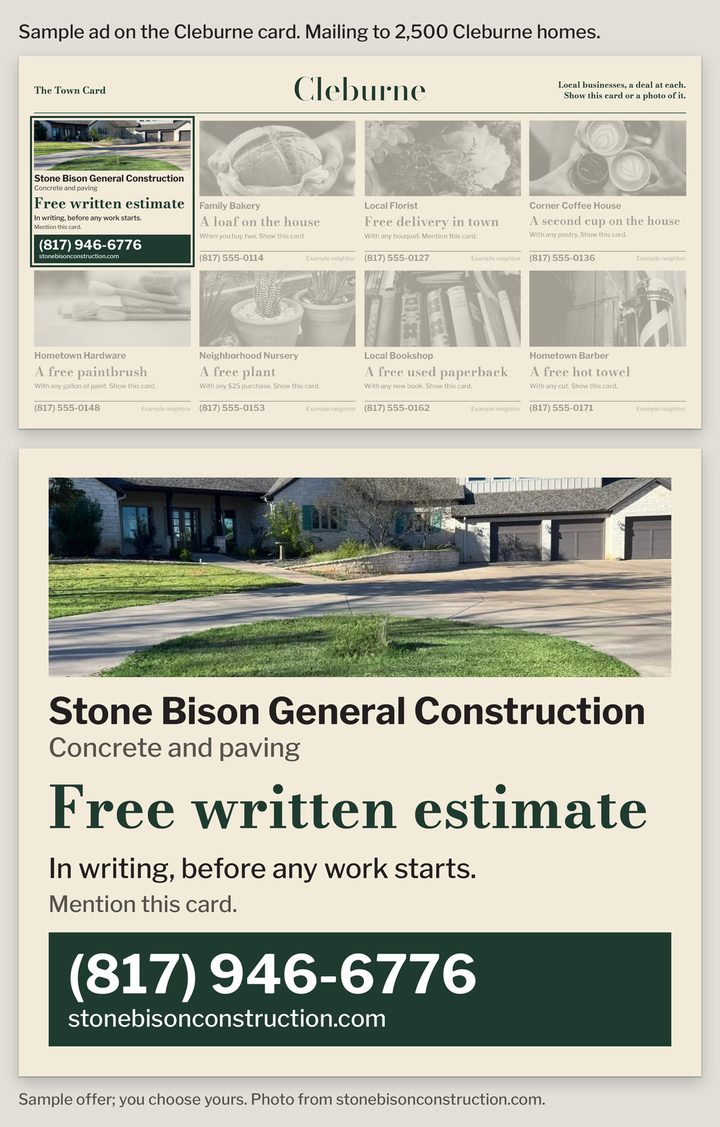 Sample ad on the Cleburne card. Mailing to 2,500 Cleburne homes.
The Town Card
Cleburne
Local businesses, a deal at each.
Show this card or a photo of it.
Stone Bison General Construction
Concrete and paving
Free written estimate
In writing, before any work starts.
Mention this card.
(817) 946-6776
stonebisonconstruction.com
Family Bakery
A loaf on the house
When you buy two. Show this card.
(817) 555-0114
Example neighbor
Local Florist
Free delivery in town
With any bouquet. Mention this card.
(817) 555-0127
Example neighbor
Corner Coffee House
A second cup on the house
With any pastry. Show this card.
(817) 555-0136
Example neighbor
Hometown Hardware
A free paintbrush
With any gallon of paint. Show this card.
(817) 555-0148
Example neighbor
Neighborhood Nursery
A free plant
With any $25 purchase. Show this card.
(817) 555-0153
Example neighbor
Local Bookshop
A free used paperback
With any new book. Show this card.
(817) 555-0162
Example neighbor
Hometown Barber
A free hot towel
With any cut. Show this card.
(817) 555-0171
Example neighbor
Stone Bison General Construction
Concrete and paving
Free written estimate
In writing, before any work starts.
Mention this card.
(817) 946-6776
stonebisonconstruction.com
Sample offer; you choose yours. Photo from stonebisonconstruction.com.